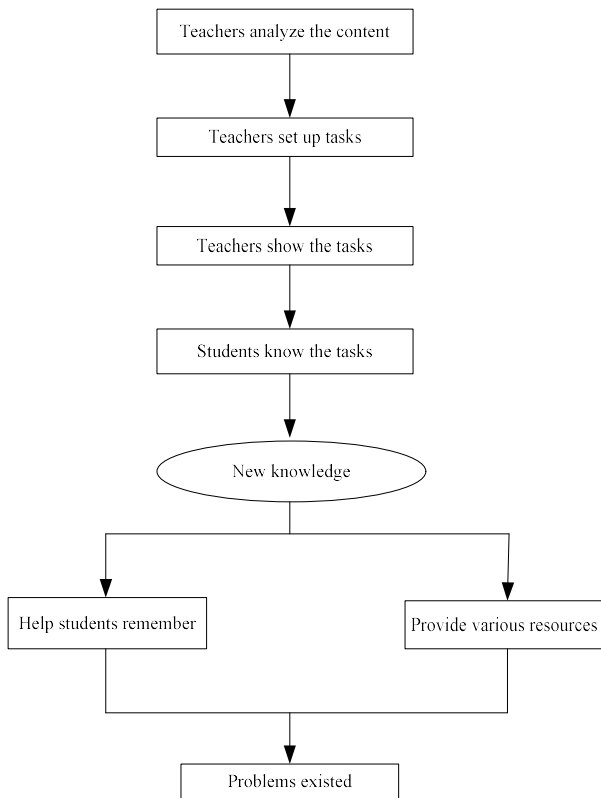 Teachers analyze the content
Teachers set up tasks
Teachers show the tasks
Students know the tasks
New knowledge
Help students remember
Provide various resources
Problems existed